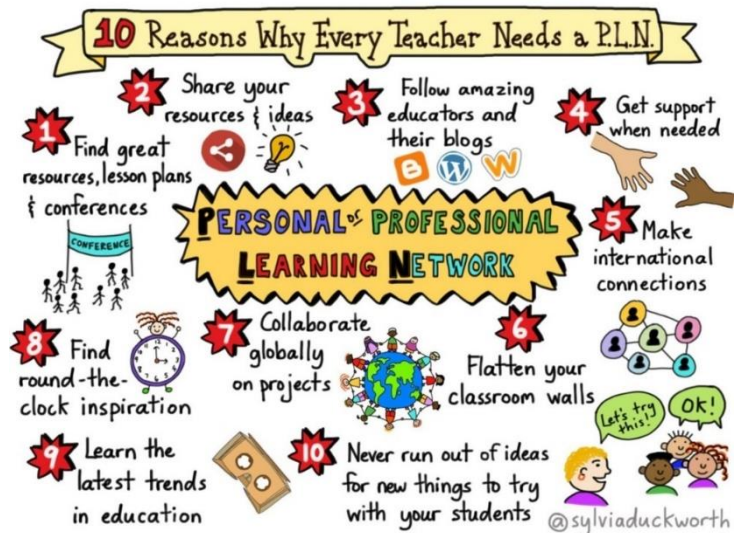 10 Reasons Why Every Teacher Needs a P.L.N.
1
Find great
resources, lesson plans
& conferences
CONFERENCE
2
Share your
resources & ideas
3
Follow amazing
educators and
their blogs
4
Get support
when needed
PERSONAL or PROFESSIONAL
LEARNING NETWORK
5
Make
international
connections
6
Flatten your
classroom walls
7
Collaborate
globally
on projects
8
Find
round-the-
clock inspiration
9
Learn the
latest trends
in education
10
Never run out of ideas
for new things to try
with your students
Let's try
this!
OK!
@sylviaduckworth